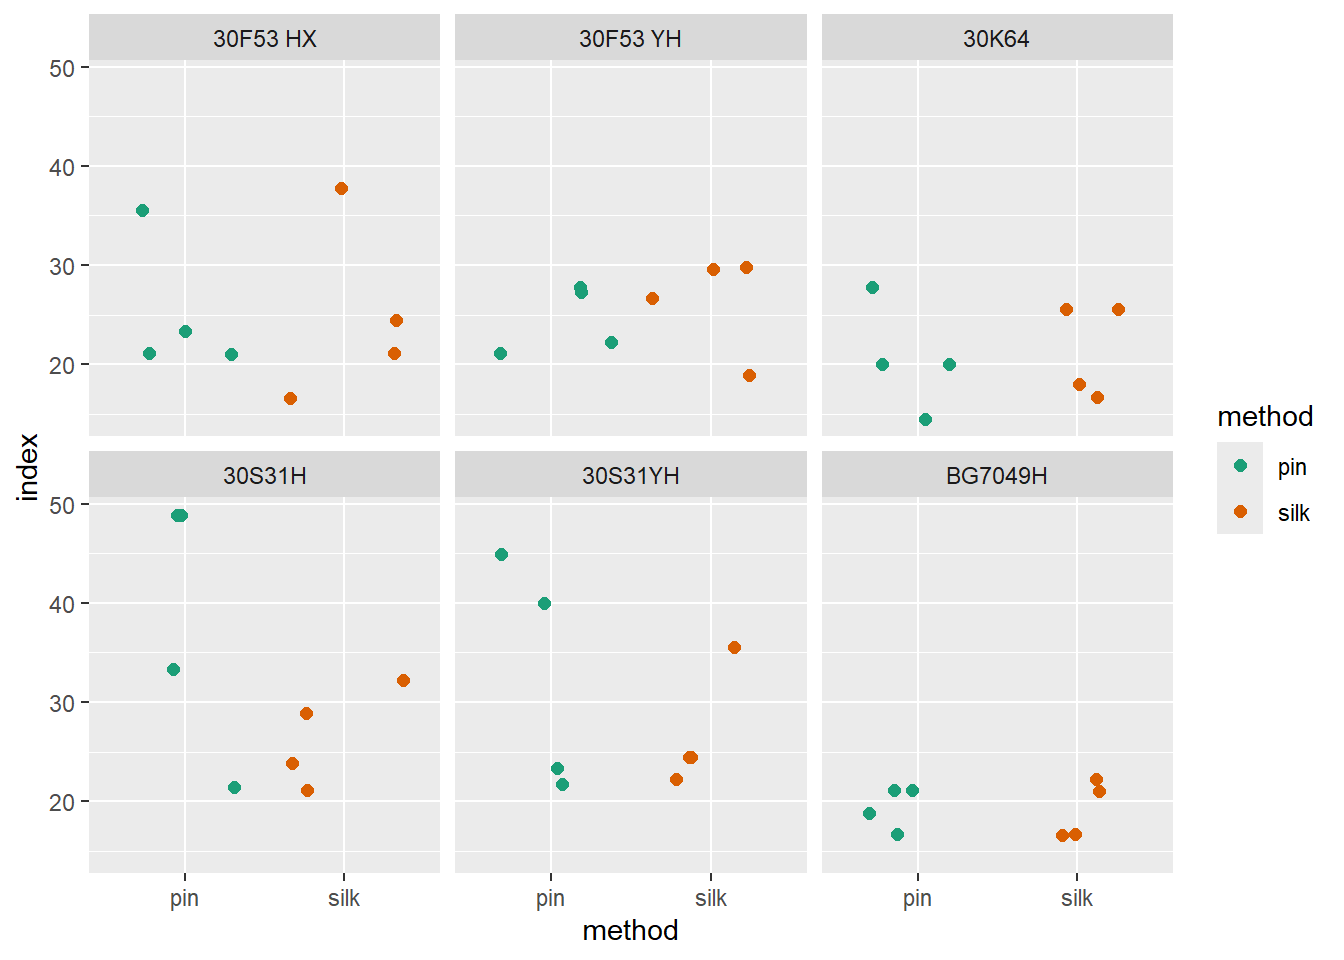 30F53 HX
30F53 YH
30K64
50
40
30
20
index
30S31H
30S31YH
BG7049H
50
40
30
20
pin
silk
pin
silk
pin
silk
method
method
pin
silk